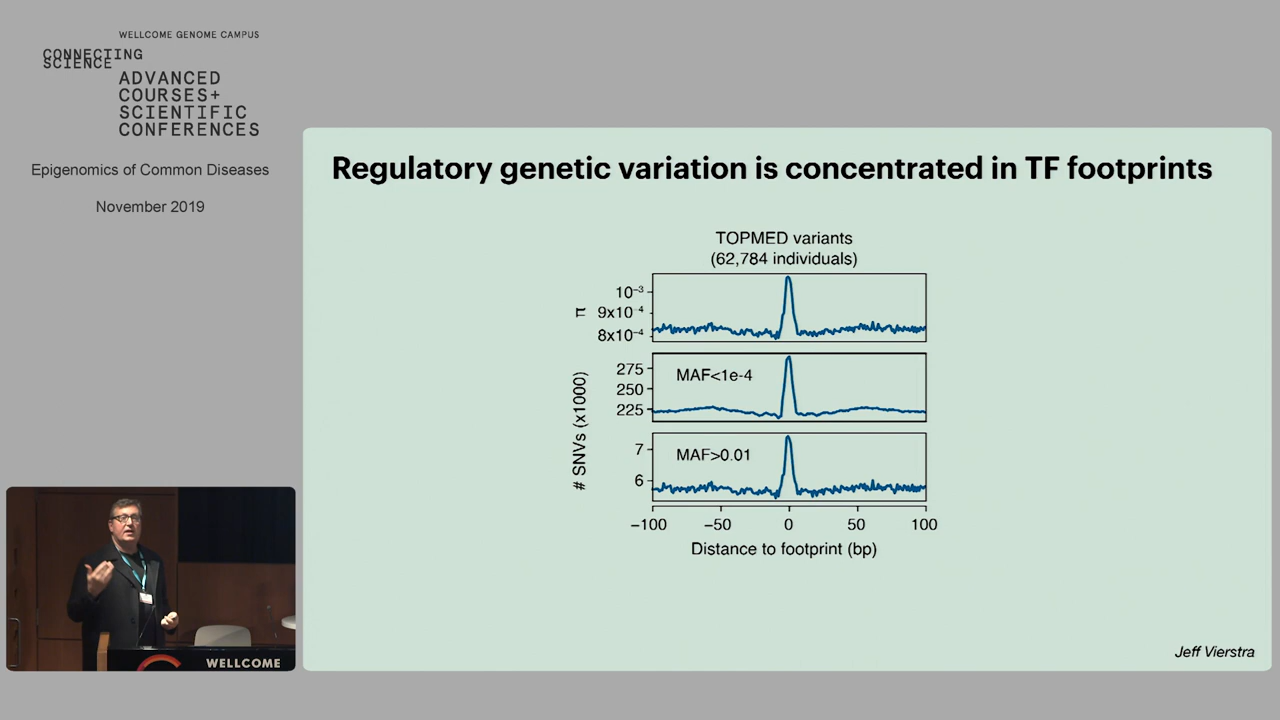 WELLCOME GENOME CAMPUS
CONNECTING
SCIENCE
ADVANCED
COURSES+
SCIENTIFIC
CONFERENCES
Epigenomics of Common Diseases
November 2019
Regulatory genetic variation is concentrated in TF footprints
TOPMED variants
(62,784 individuals)
π
10⁻³
9x10⁻⁴
8x10⁻⁴
# SNVs (x1000)
MAF<1e-4
275
250
225
MAF>0.01
7
6
−100 −50 0 50 100
Distance to footprint (bp)
Jeff Vierstra
WELLCOME